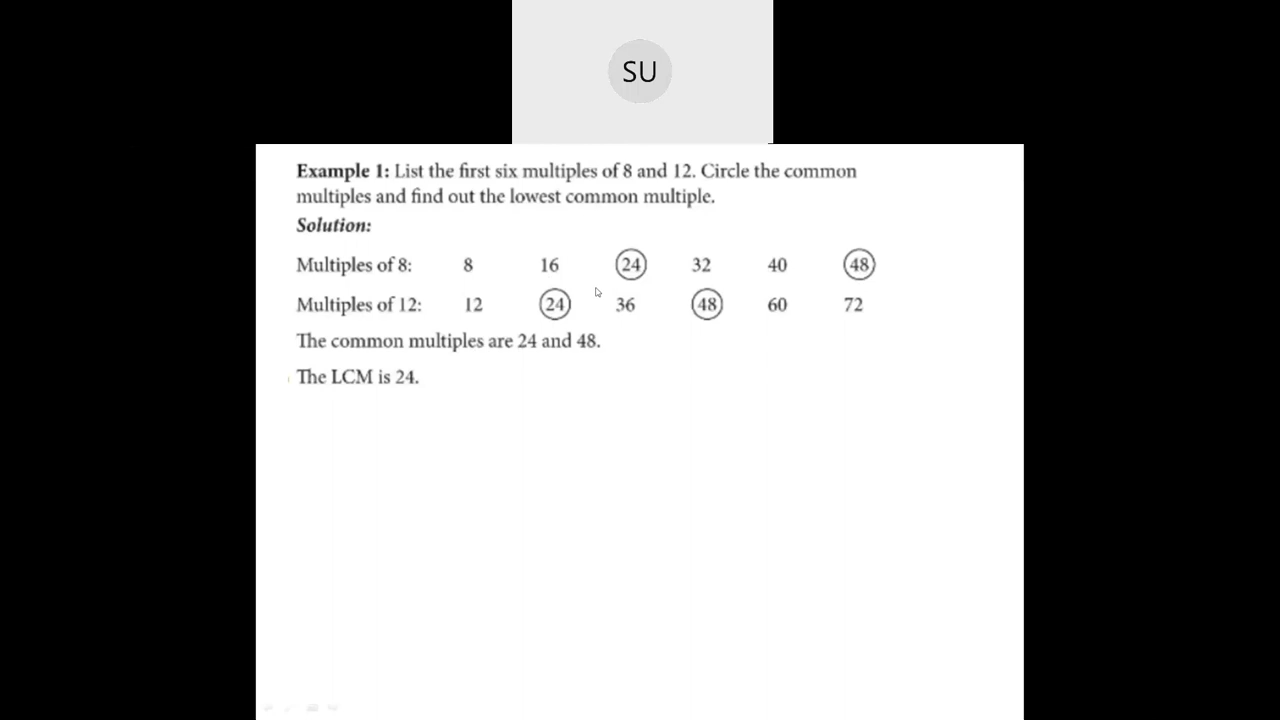 SU
Example 1: List the first six multiples of 8 and 12. Circle the common
multiples and find out the lowest common multiple.
Solution:
Multiples of 8: 8 16 24 32 40 48
Multiples of 12: 12 24 36 48 60 72
The common multiples are 24 and 48.
The LCM is 24.